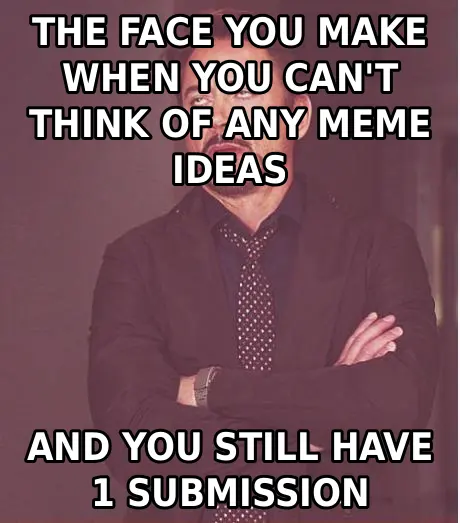 THE FACE YOU MAKE
WHEN YOU CAN'T
THINK OF ANY MEME
IDEAS
AND YOU STILL HAVE
1 SUBMISSION